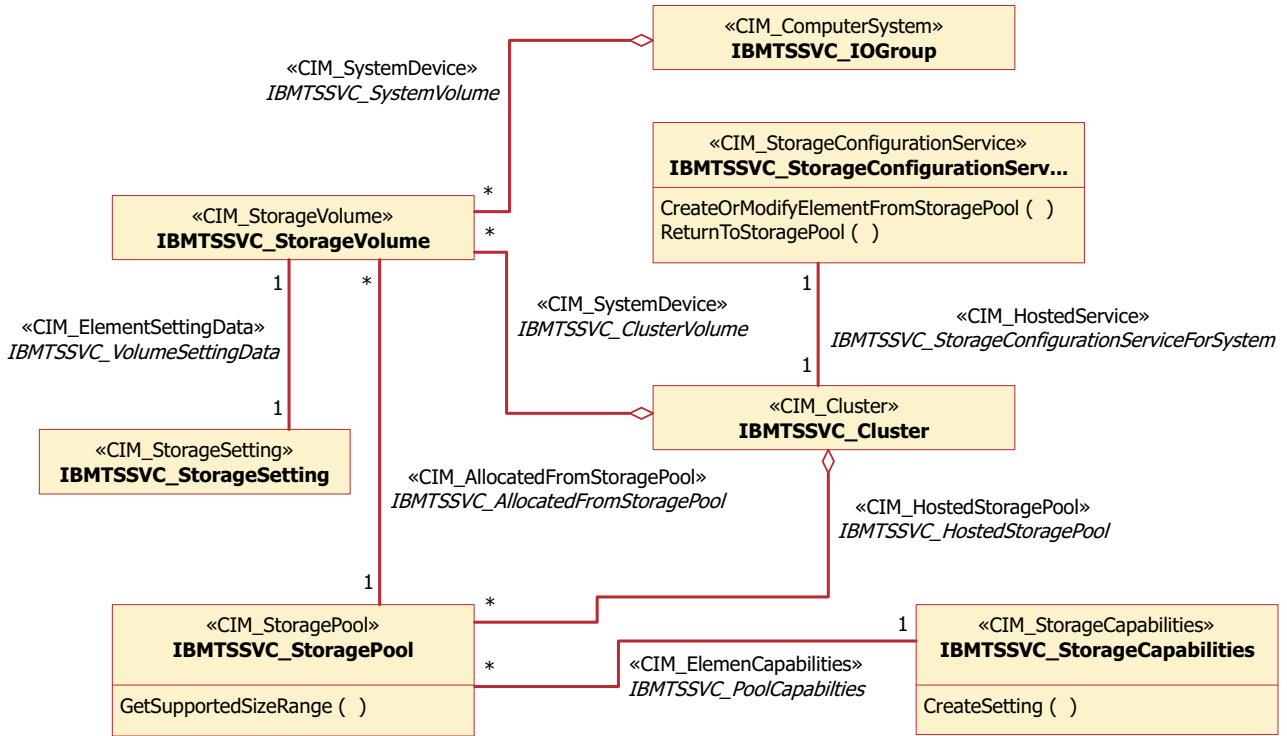 «CIM_ComputerSystem»
IBMTSSVC_IOGroup
«CIM_SystemDevice»
IBMTSSVC_SystemVolume
«CIM_StorageConfigurationService»
IBMTSSVC_StorageConfigurationServ...
CreateOrModifyElementFromStoragePool ( )
ReturnToStoragePool ( )
*
«CIM_StorageVolume»
IBMTSSVC_StorageVolume
*
1
*
1
«CIM_SystemDevice»
IBMTSSVC_ClusterVolume
«CIM_HostedService»
IBMTSSVC_StorageConfigurationServiceForSystem
«CIM_ElementSettingData»
IBMTSSVC_VolumeSettingData
1
1
«CIM_Cluster»
IBMTSSVC_Cluster
«CIM_StorageSetting»
IBMTSSVC_StorageSetting
«CIM_AllocatedFromStoragePool»
IBMTSSVC_AllocatedFromStoragePool
«CIM_HostedStoragePool»
IBMTSSVC_HostedStoragePool
1
*
«CIM_StoragePool»
IBMTSSVC_StoragePool
GetSupportedSizeRange ( )
*
1
«CIM_ElemenCapabilities»
IBMTSSVC_PoolCapabilties
«CIM_StorageCapabilities»
IBMTSSVC_StorageCapabilities
CreateSetting ( )